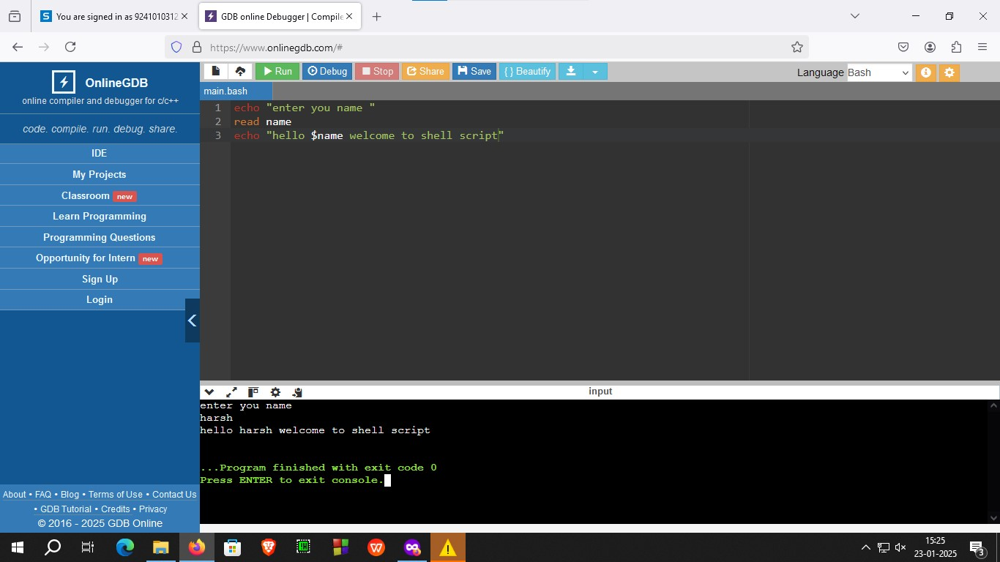 You are signed in as 9241010312
GDB online Debugger | Compile
https://www.onlinegdb.com/#
OnlineGDB
online compiler and debugger for c/c++
code. compile. run. debug. share.
IDE
My Projects
Classroom new
Learn Programming
Programming Questions
Opportunity for Intern new
Sign Up
Login
About • FAQ • Blog • Terms of Use • Contact Us
• GDB Tutorial • Credits • Privacy
© 2016 - 2025 GDB Online
Run Debug Stop Share Save { } Beautify
Language Bash
main.bash
1 echo "enter you name "
2 read name
3 echo "hello $name welcome to shell script"
input
enter you name
harsh
hello harsh welcome to shell script
...Program finished with exit code 0
Press ENTER to exit console.
15:25
23-01-2025
3